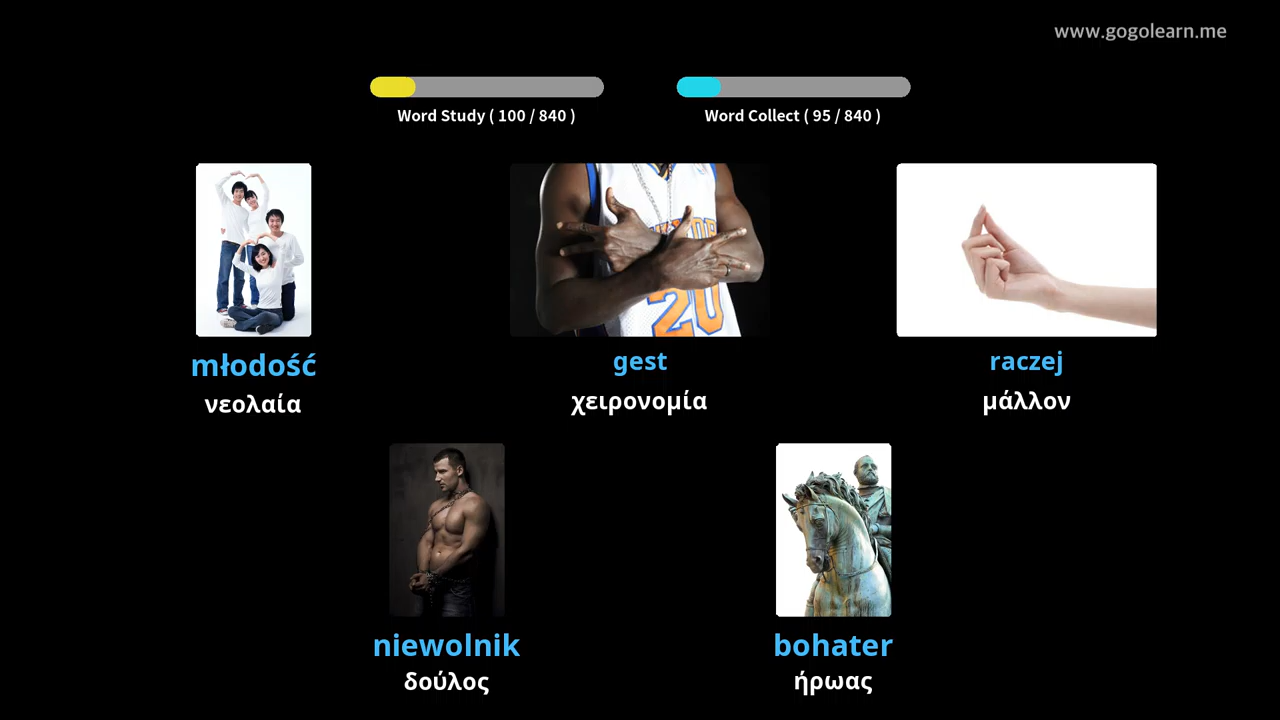 www.gogolearn.me
Word Study ( 100 / 840 )
Word Collect ( 95 / 840 )
20
młodość
gest
raczej
νεολαία
χειρονομία
μάλλον
niewolnik
bohater
δούλος
ήρωας